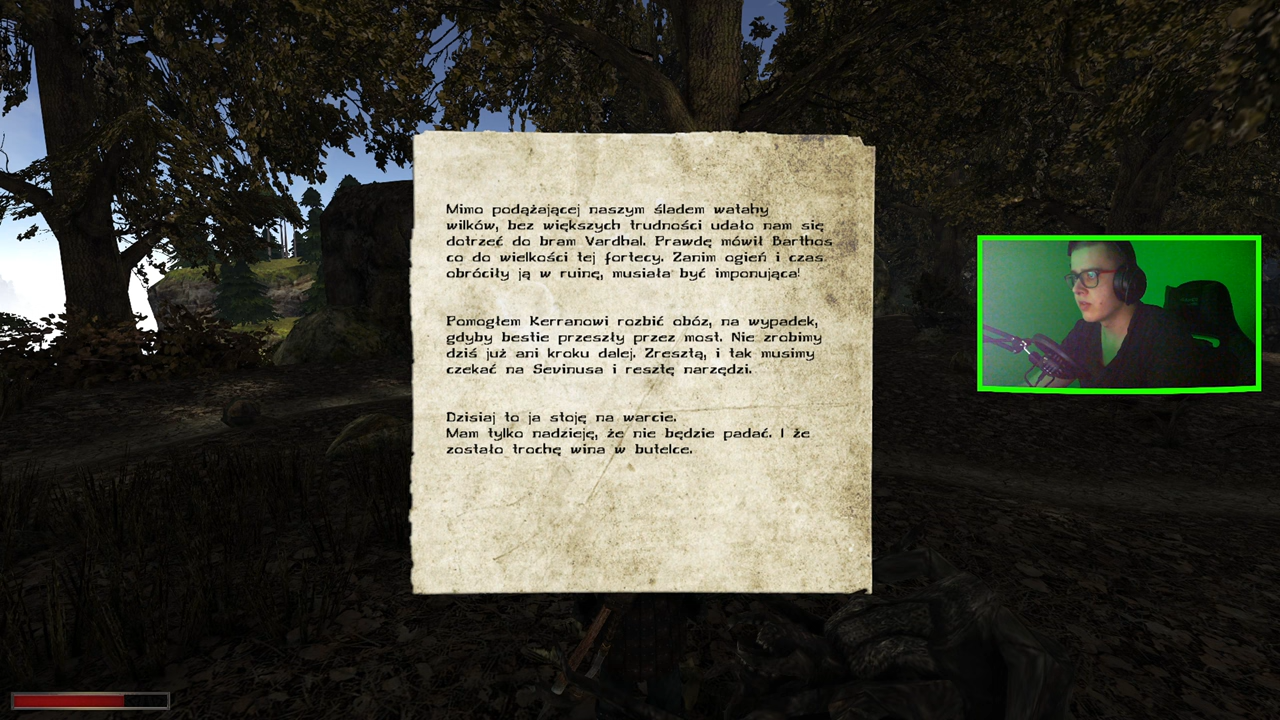 Mimo podążającej naszym śladem watahy
wilków, bez większych trudności udało nam się
dotrzeć do bram Vardhal. Prawdę mówił Barthos
co do wielkości tej fortecy. Zanim ogień i czas
obróciły ją w ruinę, musiała być imponująca!
Pomogłem Kerranowi rozbić obóz, na wypadek,
gdyby bestie przeszły przez most. Nie zrobimy
dziś już ani kroku dalej. Zresztą, i tak musimy
czekać na Sevinusa i resztę narzędzi.
Dzisiaj to ja stoję na warcie.
Mam tylko nadzieję, że nie będzie padać. I że
zostało trochę wina w butelce.